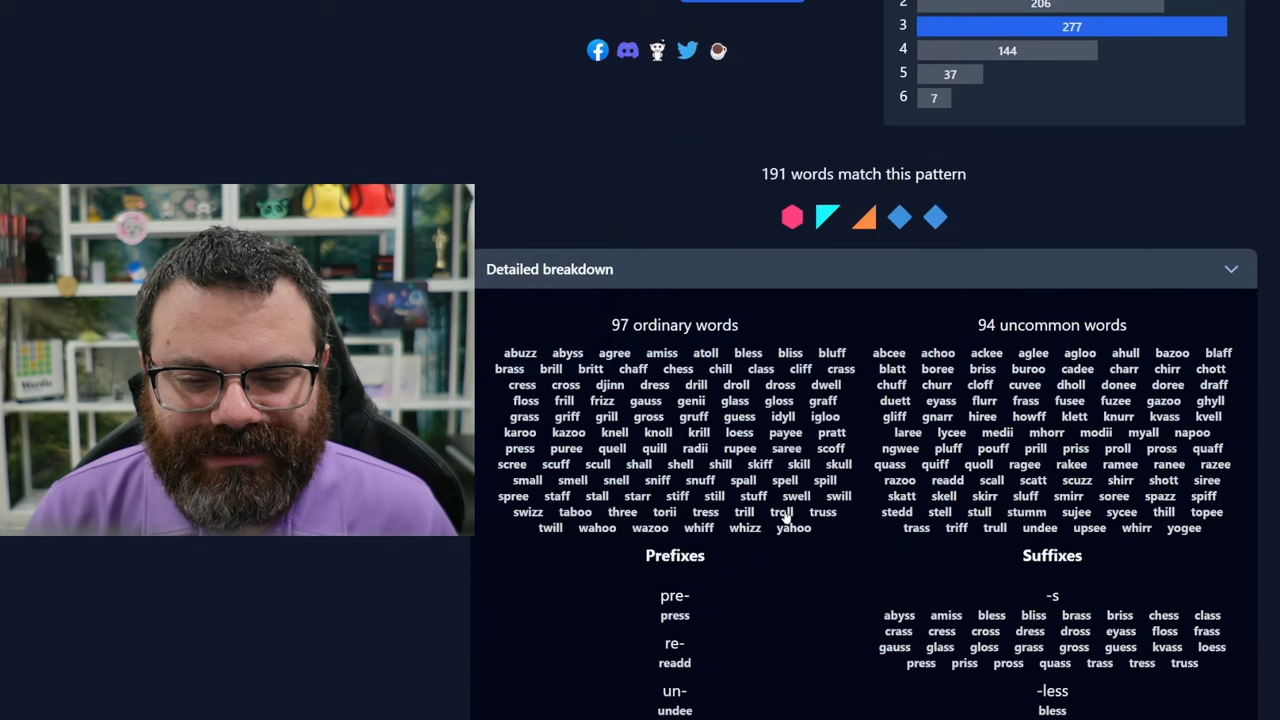 2 206
3 277
4 144
5 37
6 7
191 words match this pattern
Detailed breakdown
97 ordinary words
abuzz abyss agree amiss atoll bless bliss bluff
brass brill britt chaff chess chill class cliff crass
cress cross djinn dress drill droll dross dwell
floss frill frizz gauss genii glass gloss graff
grass griff grill gross gruff guess idyll igloo
karoo kazoo knell knoll krill loess payee pratt
press puree quell quill radii rupee saree scoff
scree scuff scull shall shell shill skiff skill skull
small smell snell sniff snuff spall spell spill
spree staff stall starr stiff still stuff swell swill
swizz taboo three torii tress trill troll truss
twill wahoo wazoo whiff whizz yahoo
94 uncommon words
abcee achoo ackee aglee agloo ahull bazoo blaff
blatt boree briss buroo cadee charr chirr chott
chuff churr cloff cuvee dholl donee doree draff
duett eyass flurr frass fusee fuzee gazoo ghyll
gliff gnarr hiree howff klett knurr kvass kvell
laree lycee medii mhorr modii myall napoo
ngwee pluff pouff prill priss proll pross quaff
quass quiff quoll ragee rakee ramee ranee razee
razoo readd scall scatt scuzz shirr shott siree
skatt skell skirr sluff smirr soree spazz spiff
stedd stell stull stumm sujee sycee thill topee
trass triff trull undee upsee whirr yogee
Prefixes
pre-
press
re-
readd
un-
undee
Suffixes
-s
abyss amiss bless bliss brass briss chess class
crass cress cross dress dross eyass floss frass
gauss glass gloss grass gross guess kvass loess
press priss pross quass trass tress truss
-less
bless